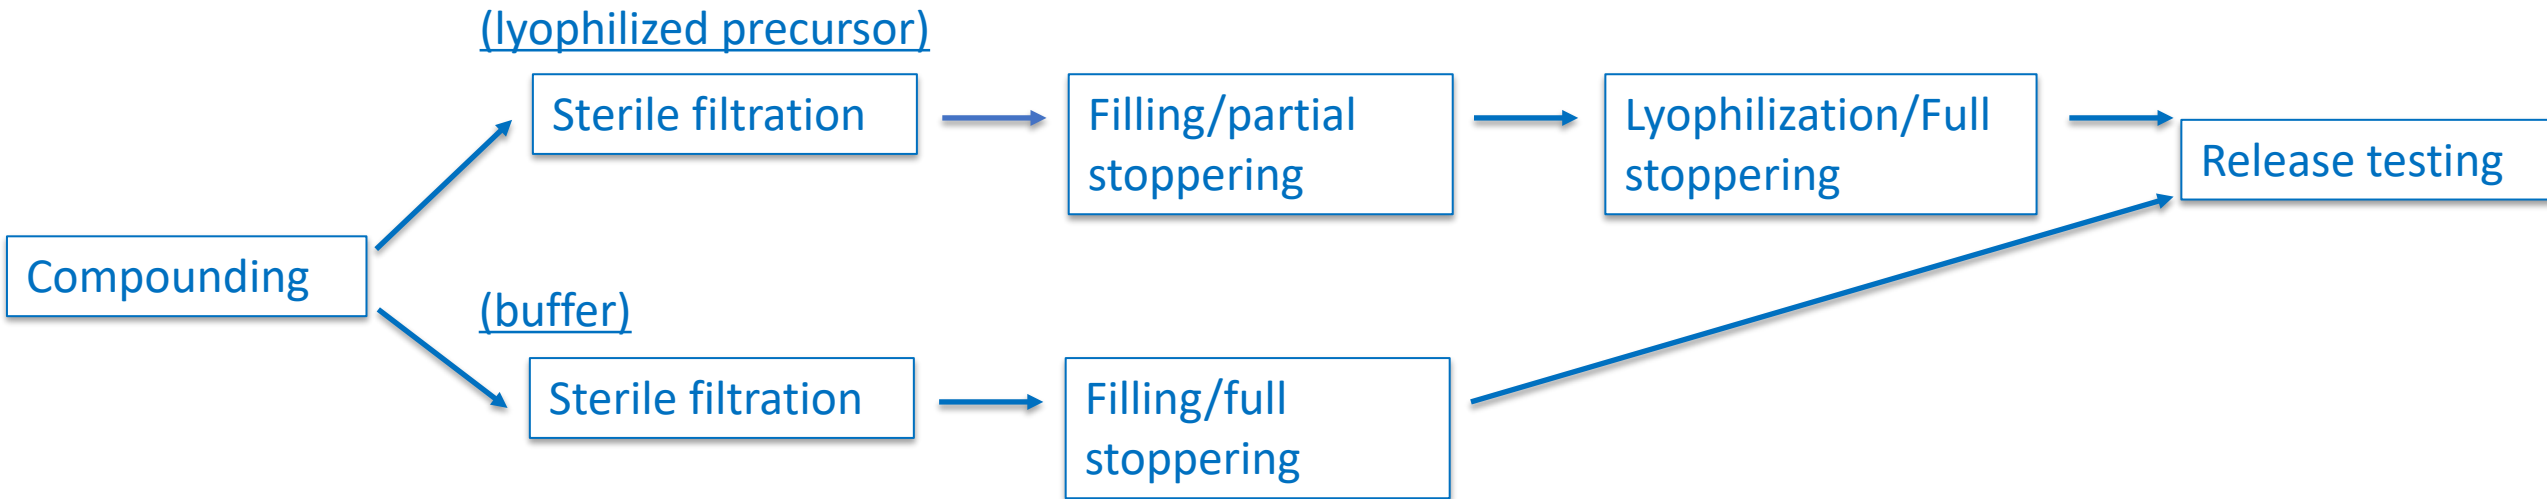 (lyophilized precursor)
Sterile filtration
Filling/partial
stoppering
Lyophilization/Full
stoppering
Release testing
Compounding
(buffer)
Sterile filtration
Filling/full
stoppering